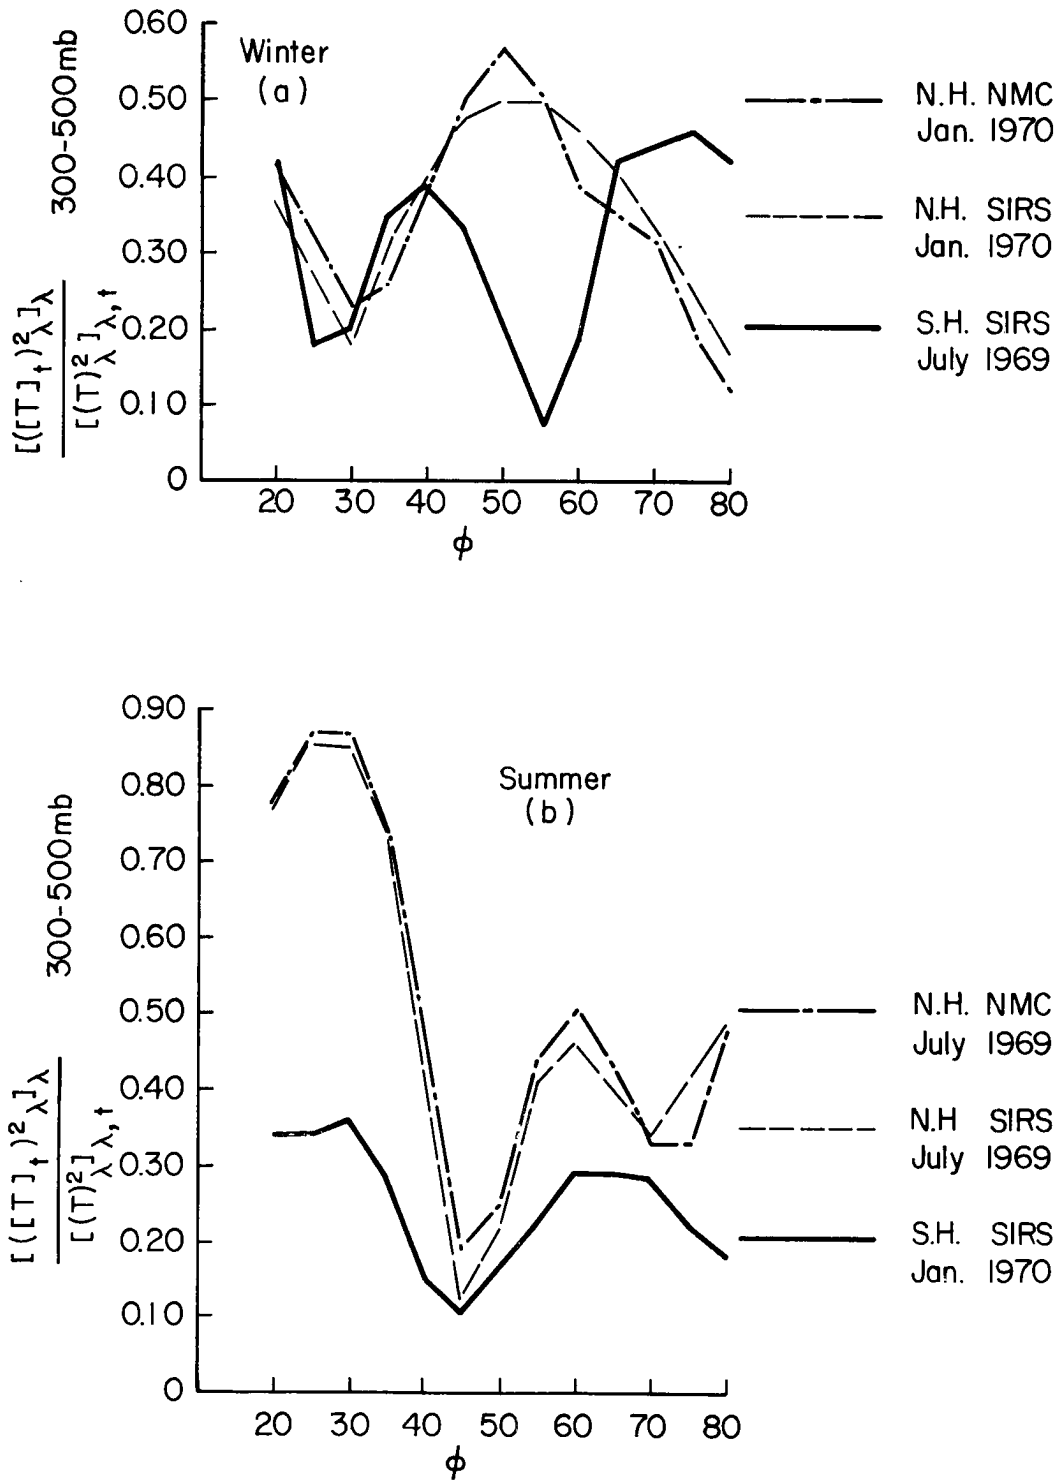 Winter
(a)
300-500mb
[([T]t)²λ]λ
[(T)²λ]λ,t
0.60
0.50
0.40
0.30
0.20
0.10
0
20 30 40 50 60 70 80
ϕ
N.H. NMC
Jan. 1970
N.H. SIRS
Jan. 1970
S.H. SIRS
July 1969
Summer
(b)
300-500mb
[([T]t)²λ]λ
[(T)²λ]λ,t
0.90
0.80
0.70
0.60
0.50
0.40
0.30
0.20
0.10
0
20 30 40 50 60 70 80
ϕ
N.H. NMC
July 1969
N.H SIRS
July 1969
S.H. SIRS
Jan. 1970